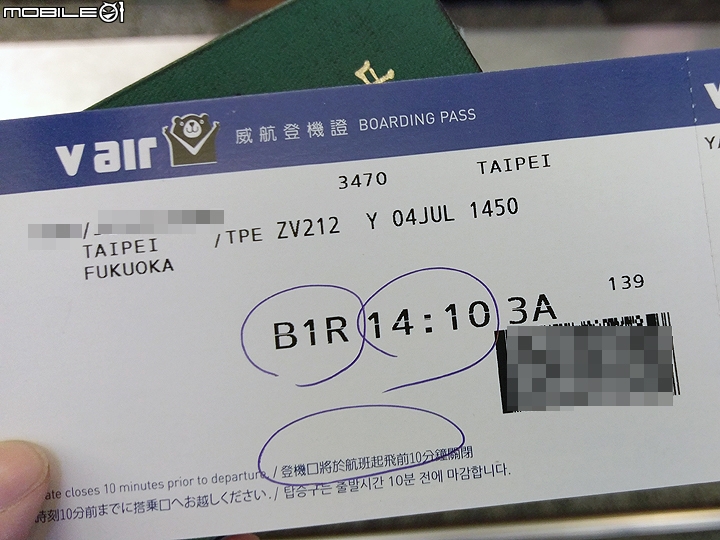 MOBILE01
v air 威航登機證 BOARDING PASS
3470 TAIPEI
TAIPEI /TPE ZV212 Y 04JUL 1450
FUKUOKA
139
B1R 14:10 3A
ate closes 10 minutes prior to departure. / 登機口將於航班起飛前10分鐘關閉
時刻10分前までに搭乗口へお越しください. / 탑승구는 출발시간 10분 전에 마감합니다.